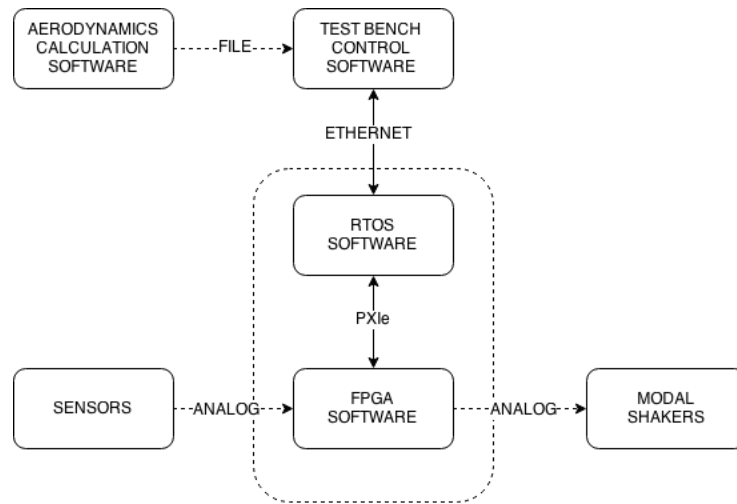 AERODYNAMICS
CALCULATION
SOFTWARE
FILE
TEST BENCH
CONTROL
SOFTWARE
ETHERNET
RTOS
SOFTWARE
PXIe
SENSORS
ANALOG
FPGA
SOFTWARE
ANALOG
MODAL
SHAKERS